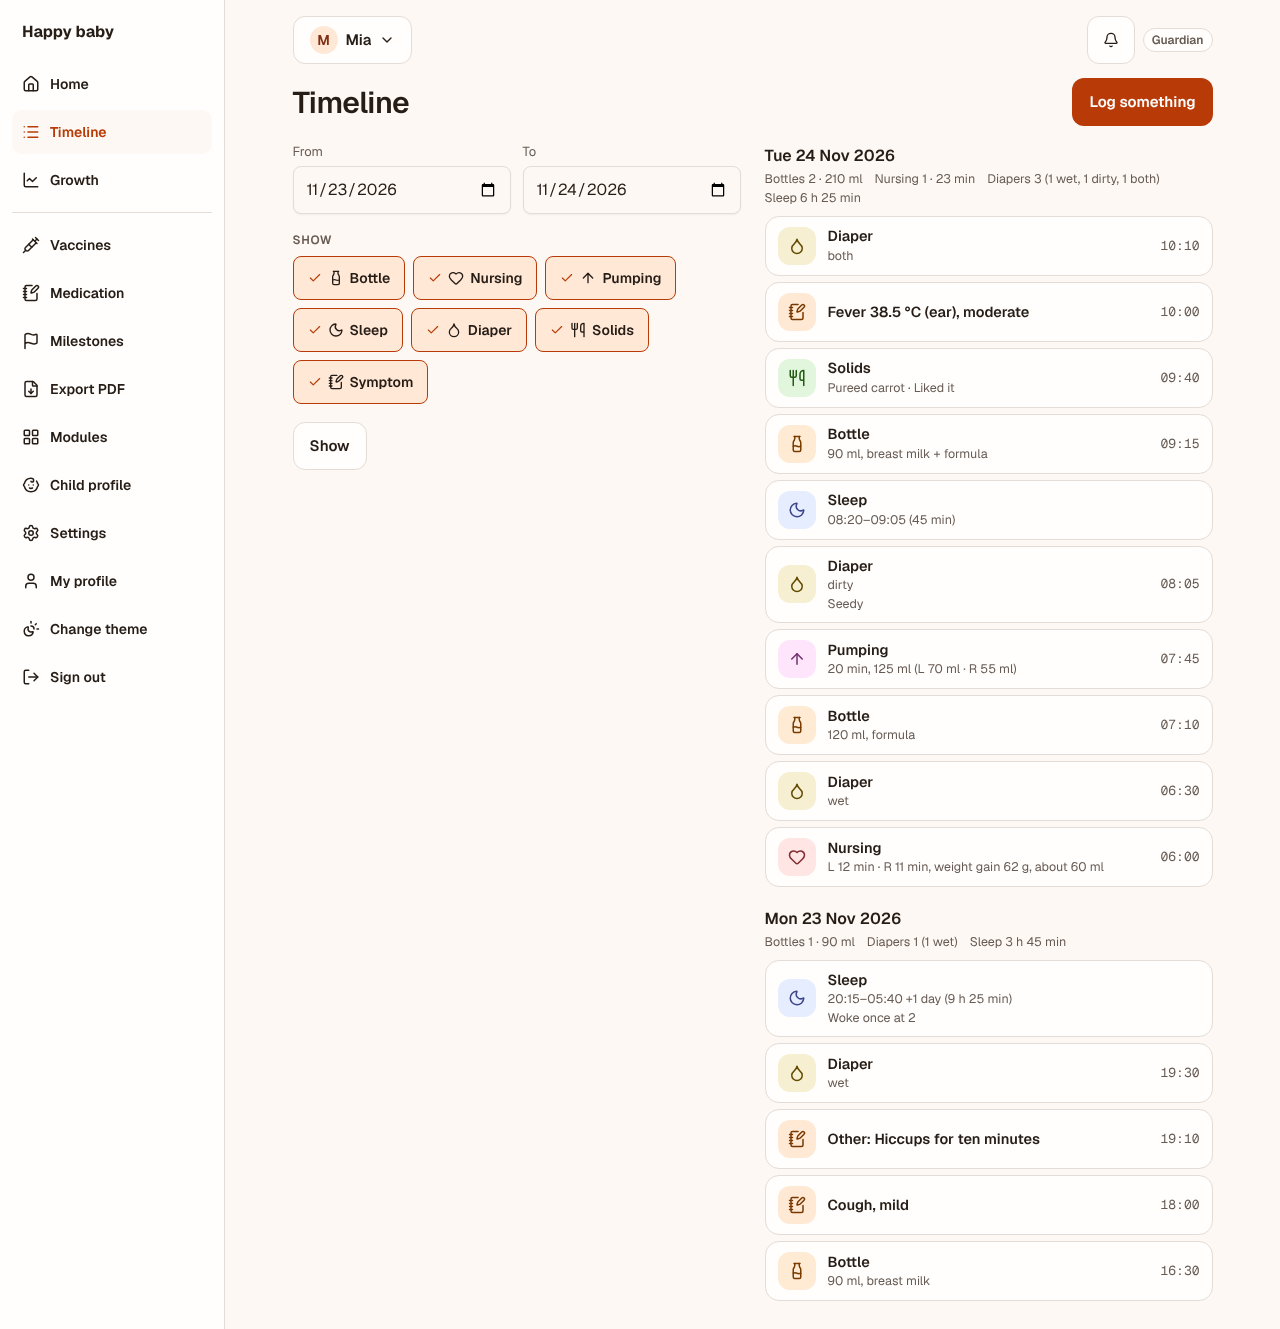 Happy baby
Home
Timeline
Growth
Vaccines
Medication
Milestones
Export PDF
Modules
Child profile
Settings
My profile
Change theme
Sign out
M Mia
Guardian
Timeline
Log something
From
To
11/23/2026
11/24/2026
SHOW
Bottle
Nursing
Pumping
Sleep
Diaper
Solids
Symptom
Show
Tue 24 Nov 2026
Bottles 2 · 210 ml Nursing 1 · 23 min Diapers 3 (1 wet, 1 dirty, 1 both)
Sleep 6 h 25 min
Diaper
both
10:10
Fever 38.5 °C (ear), moderate
10:00
Solids
Pureed carrot · Liked it
09:40
Bottle
90 ml, breast milk + formula
09:15
Sleep
08:20–09:05 (45 min)
Diaper
dirty
Seedy
08:05
Pumping
20 min, 125 ml (L 70 ml · R 55 ml)
07:45
Bottle
120 ml, formula
07:10
Diaper
wet
06:30
Nursing
L 12 min · R 11 min, weight gain 62 g, about 60 ml
06:00
Mon 23 Nov 2026
Bottles 1 · 90 ml Diapers 1 (1 wet) Sleep 3 h 45 min
Sleep
20:15–05:40 +1 day (9 h 25 min)
Woke once at 2
Diaper
wet
19:30
Other: Hiccups for ten minutes
19:10
Cough, mild
18:00
Bottle
90 ml, breast milk
16:30